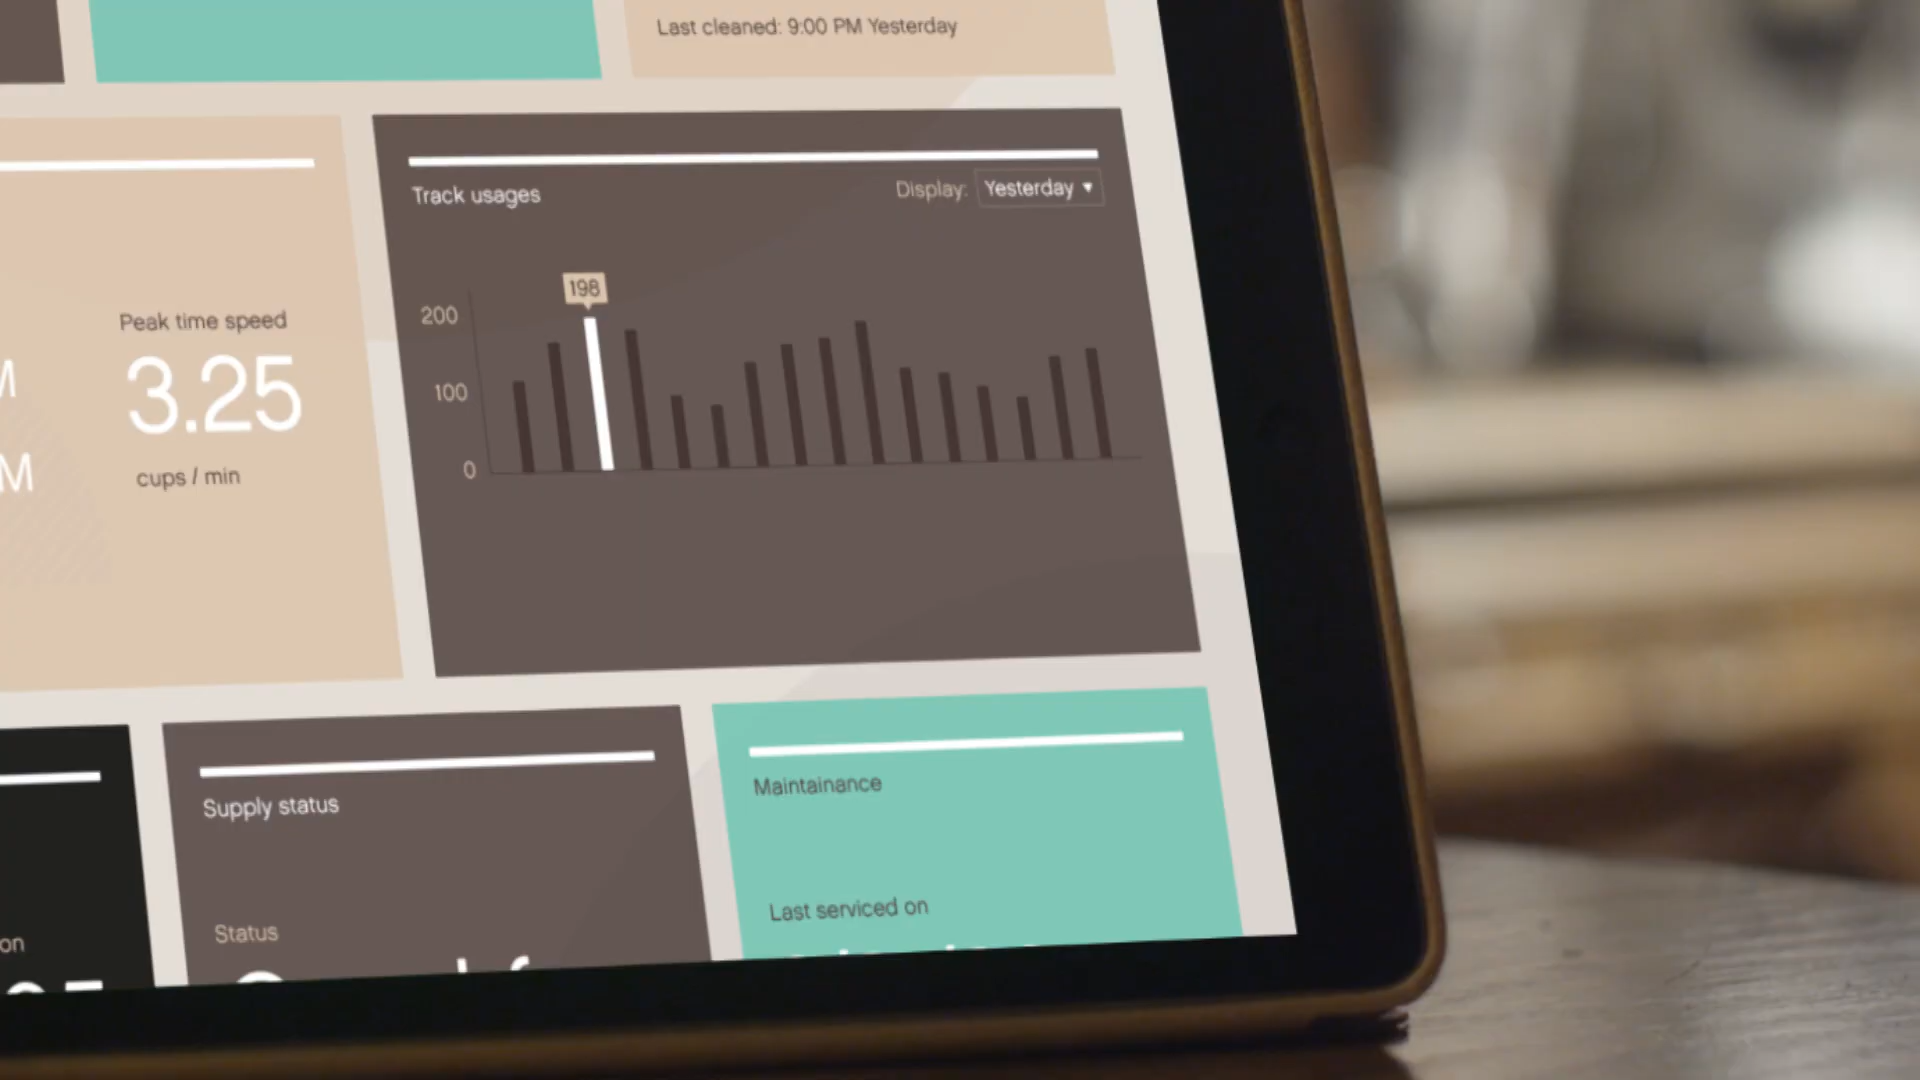 Last cleaned: 9:00 PM Yesterday
Track usages
Display: Yesterday ▼
198
200
100
0
Peak time speed
3.25
cups / min
M
M
Supply status
Status
Maintainance
Last serviced on
on